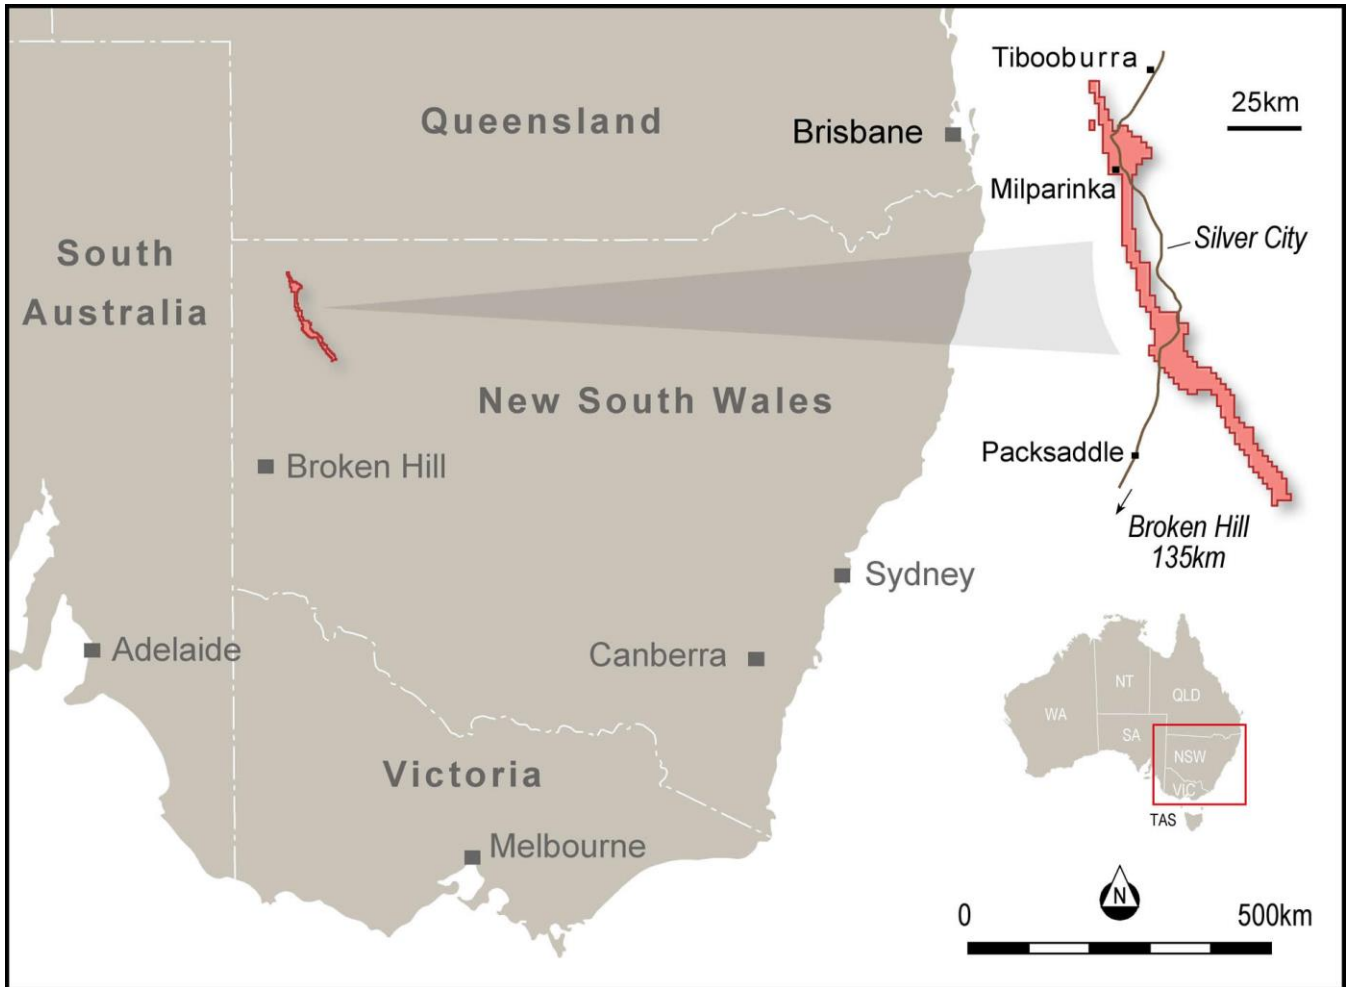 Queensland
Brisbane
South
Australia
New South Wales
Broken Hill
Sydney
Adelaide
Canberra
Victoria
Melbourne
Tibooburra
25km
Milparinka
Silver City
Packsaddle
Broken Hill
135km
NT
QLD
WA
SA
NSW
VIC
TAS
N
0
500km